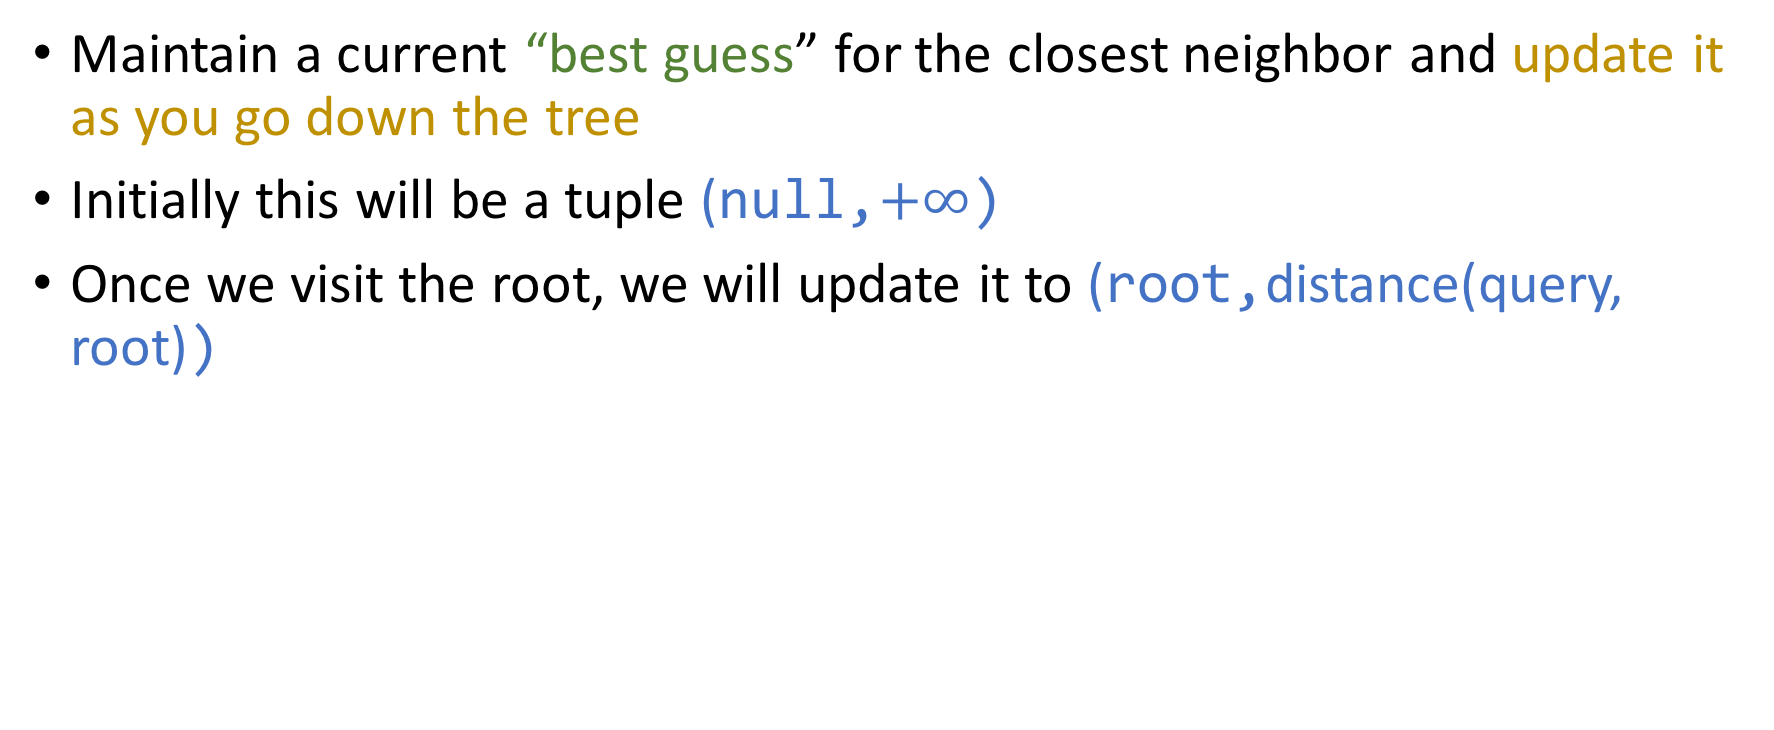 • Maintain a current “best guess” for the closest neighbor and update it
as you go down the tree
• Initially this will be a tuple (null,+∞)
• Once we visit the root, we will update it to (root,distance(query,
root))